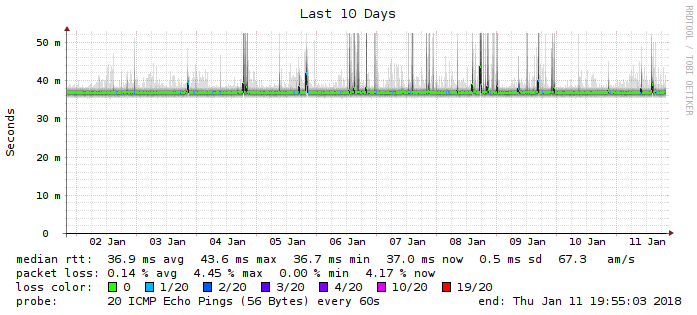 Last 10 Days
RRDTOOL / TOBI OETIKER
Seconds
50 m
40 m
30 m
20 m
10 m
0
02 Jan 03 Jan 04 Jan 05 Jan 06 Jan 07 Jan 08 Jan 09 Jan 10 Jan 11 Jan
median rtt: 36.9 ms avg 43.6 ms max 36.7 ms min 37.0 ms now 0.5 ms sd 67.3 am/s
packet loss: 0.14 % avg 4.45 % max 0.00 % min 4.17 % now
loss color: 0 1/20 2/20 3/20 4/20 10/20 19/20
probe: 20 ICMP Echo Pings (56 Bytes) every 60s end: Thu Jan 11 19:55:03 2018